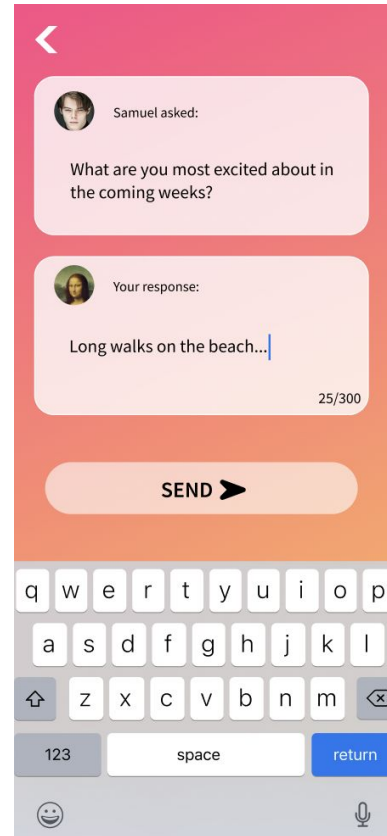 Samuel asked:
What are you most excited about in
the coming weeks?
Your response:
Long walks on the beach...
25/300
SEND
q w e r t y u i o p
a s d f g h j k l
z x c v b n m
123 space return